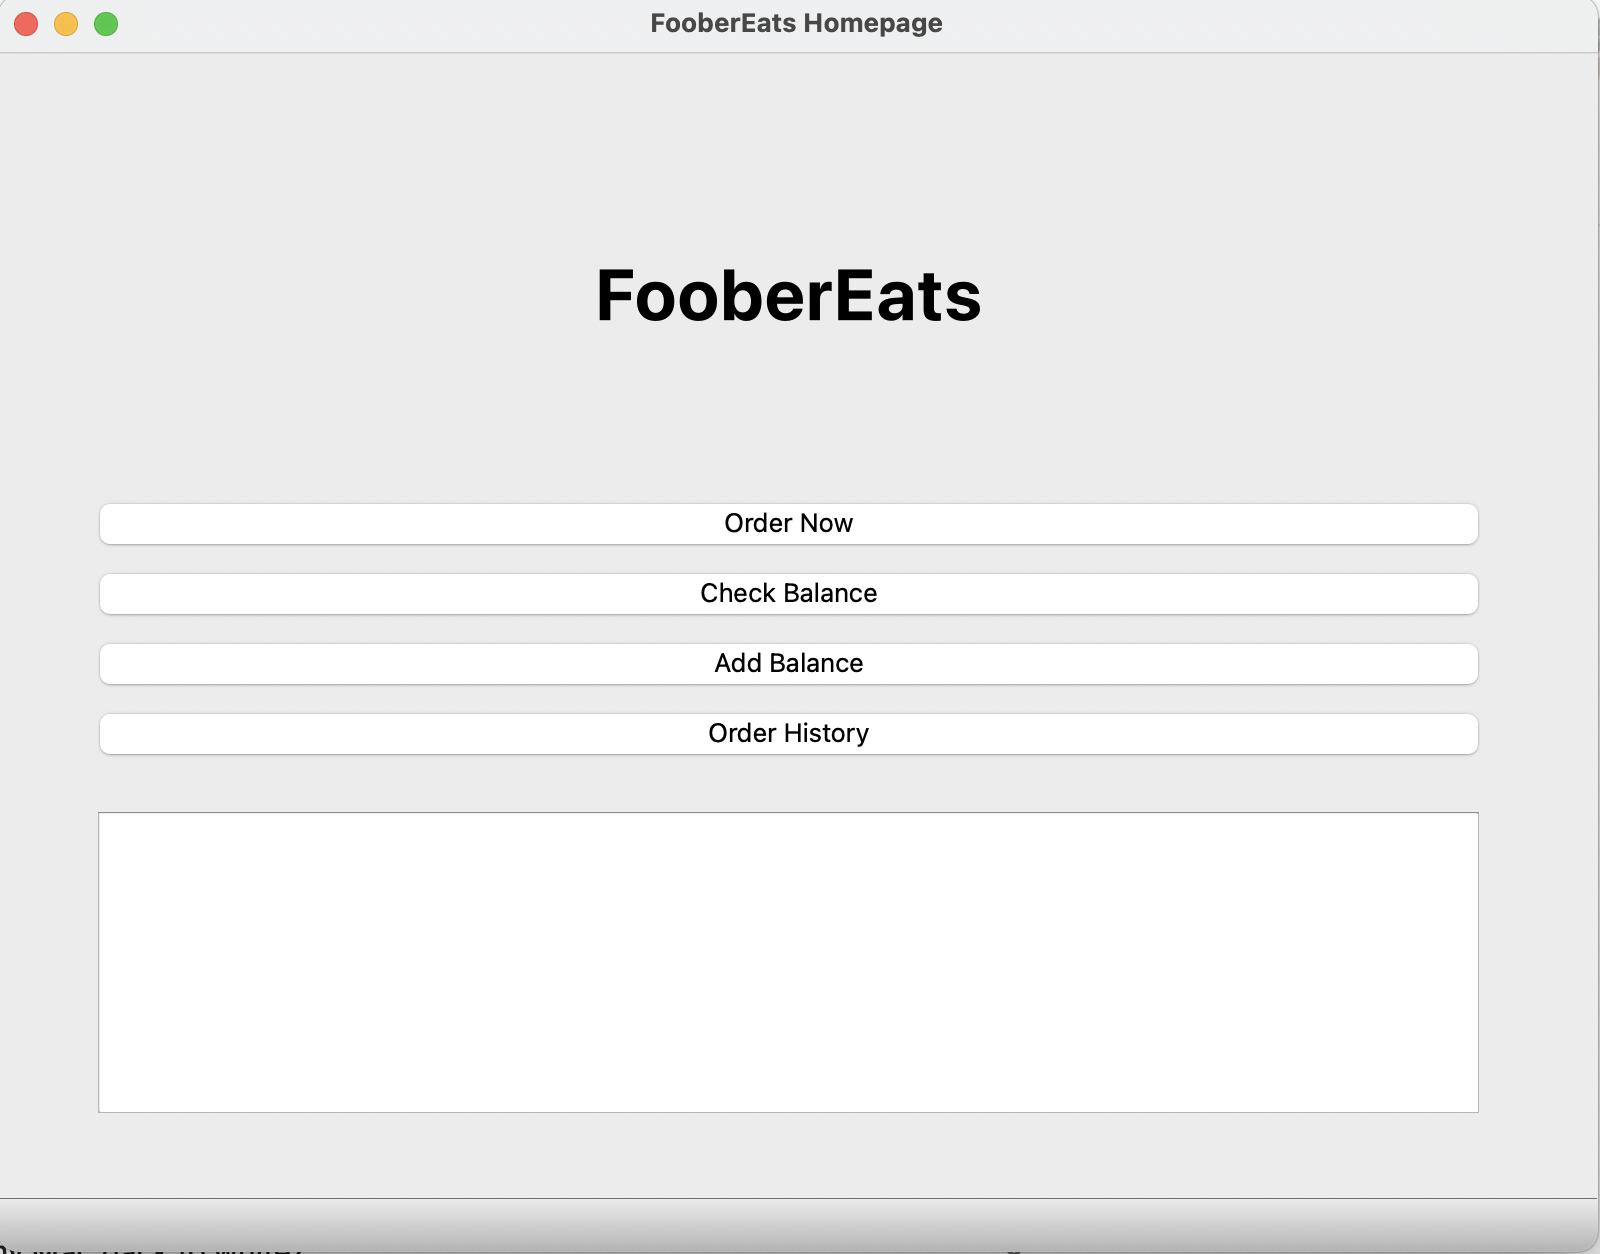 FooberEats Homepage
FooberEats
Order Now
Check Balance
Add Balance
Order History